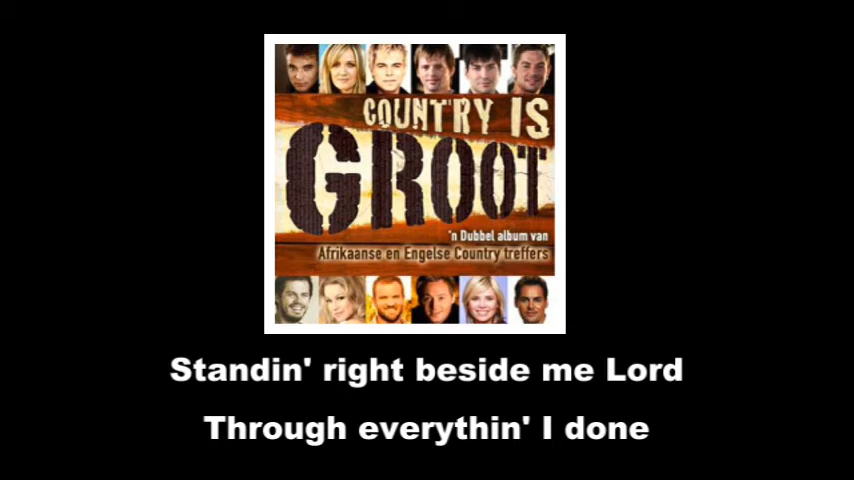 COUNTRY IS
GROOT
'n Dubbel album van
Afrikaanse en Engelse Country treffers
Standin' right beside me Lord
Through everythin' I done